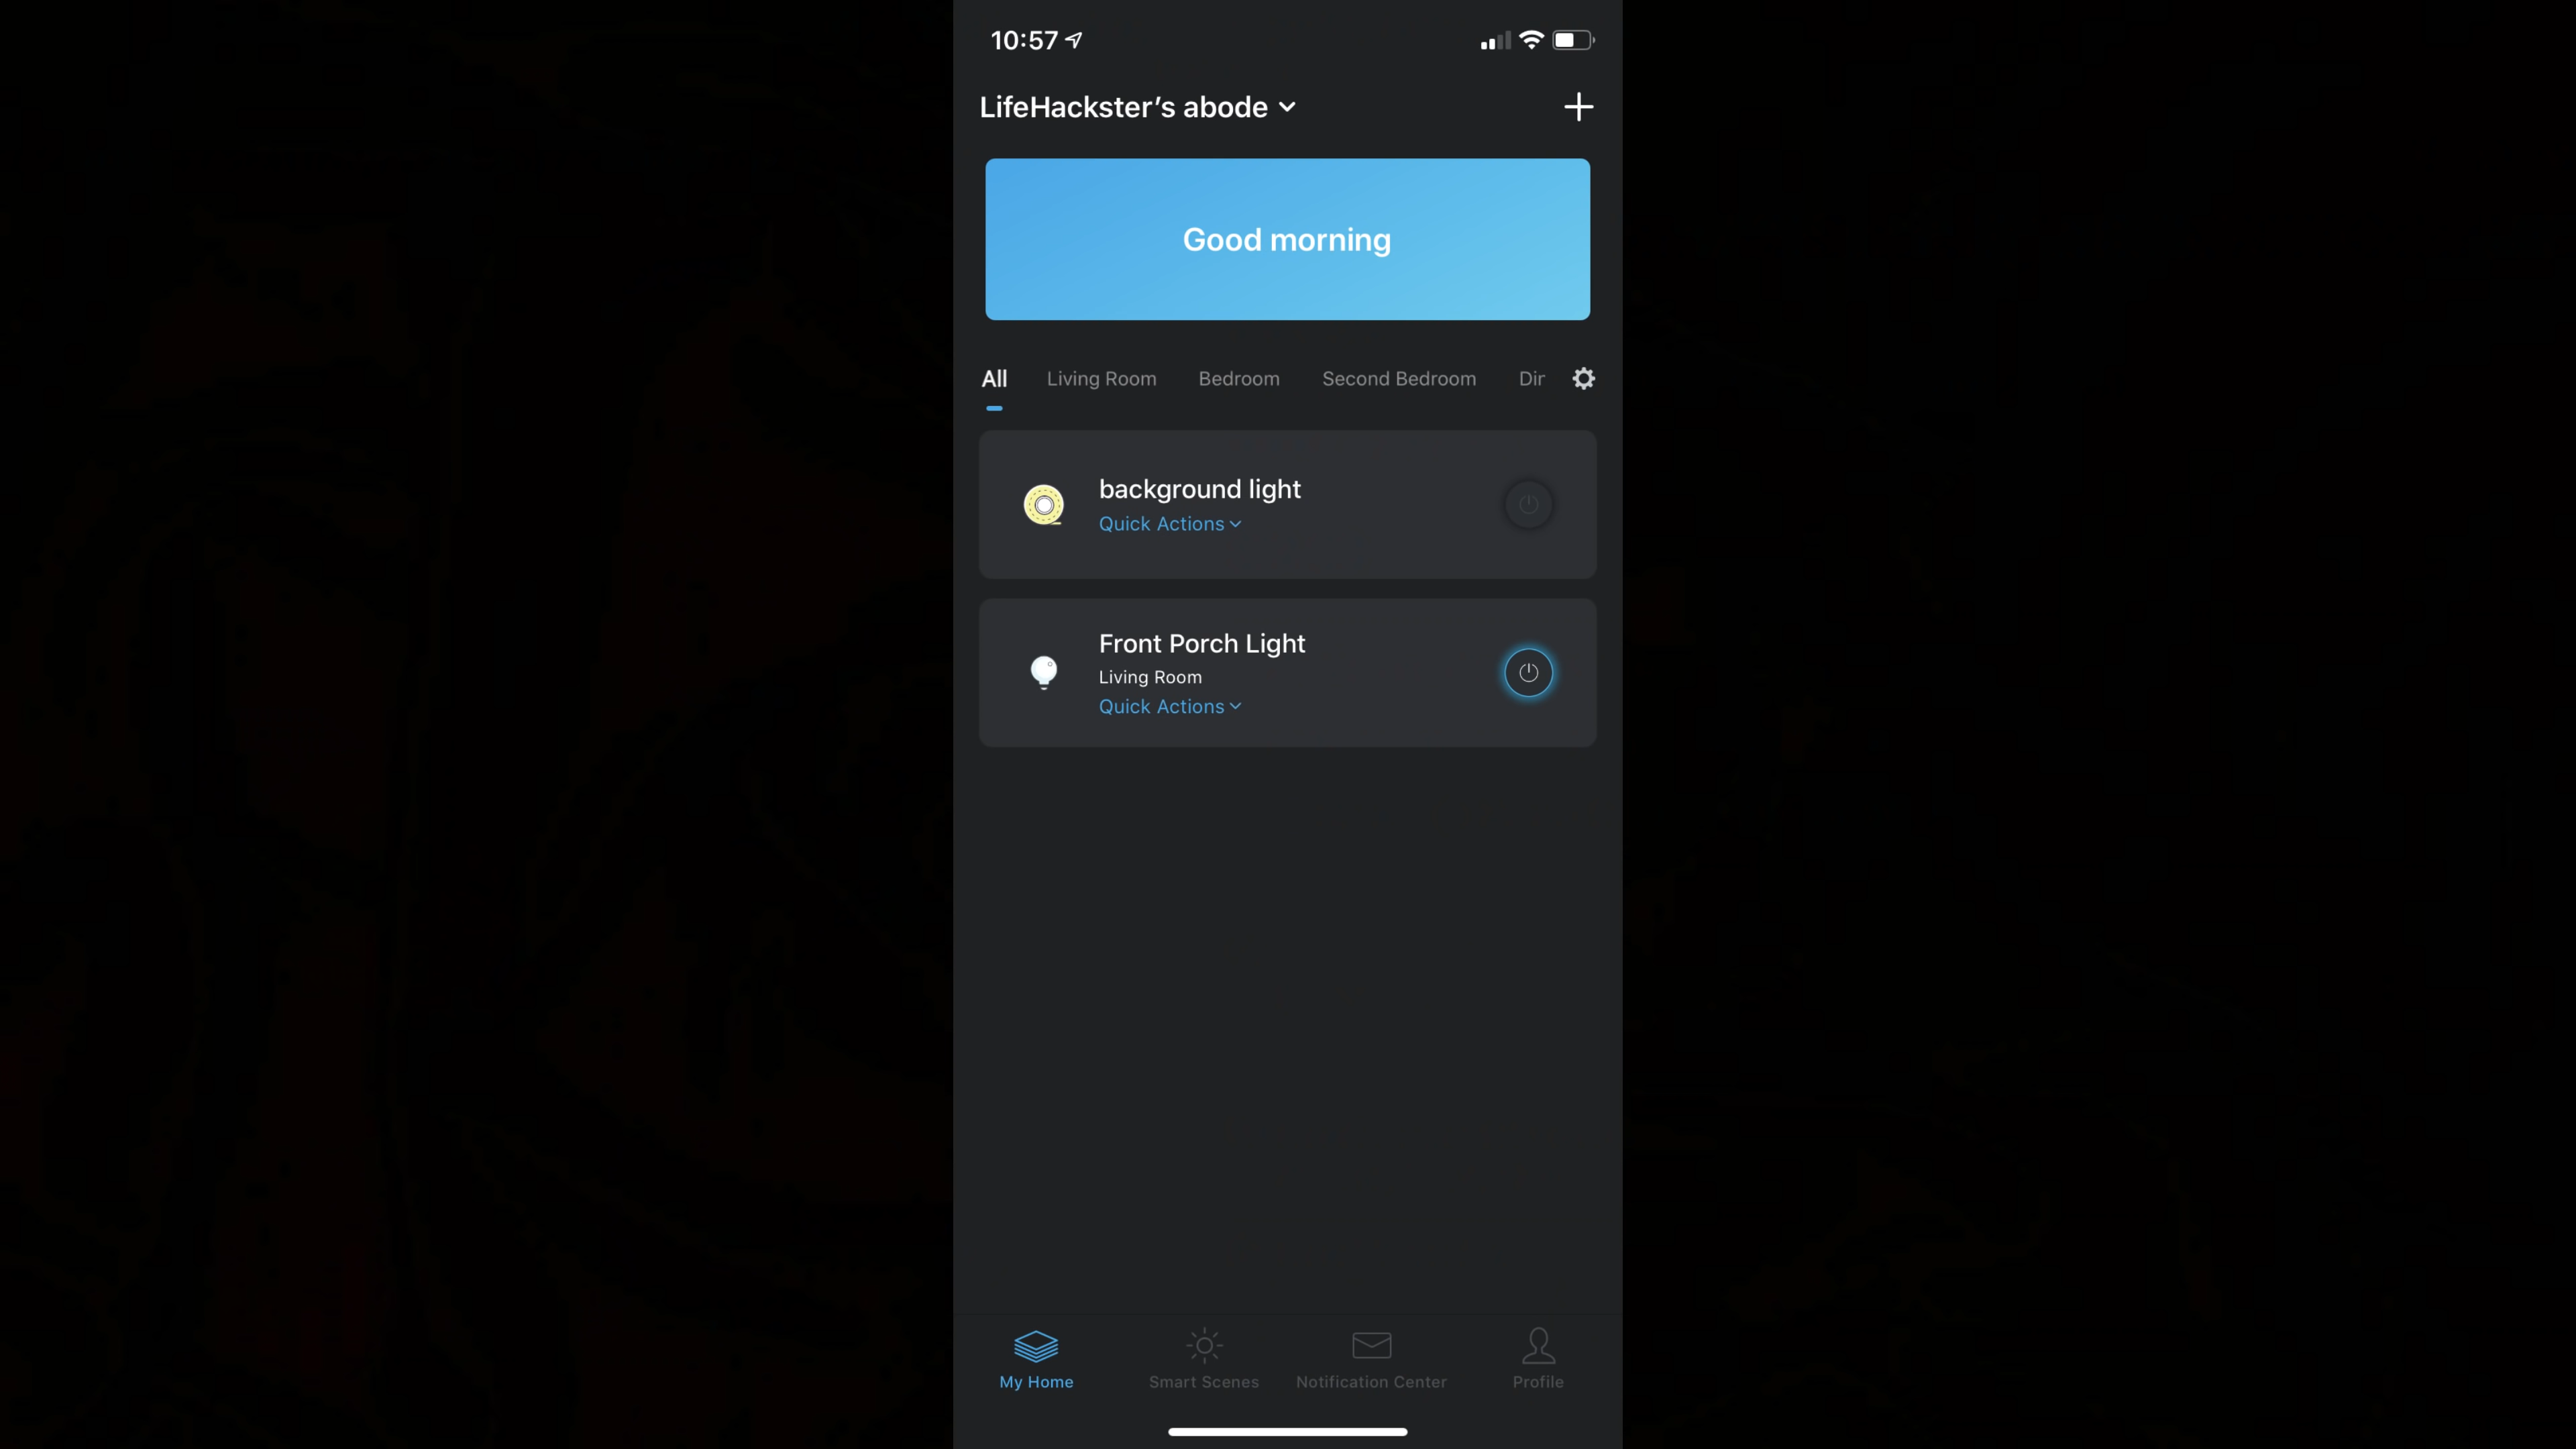 10:57
LifeHackster’s abode
Good morning
All Living Room Bedroom Second Bedroom Dir
background light
Quick Actions
Front Porch Light
Living Room
Quick Actions
My Home Smart Scenes Notification Center Profile